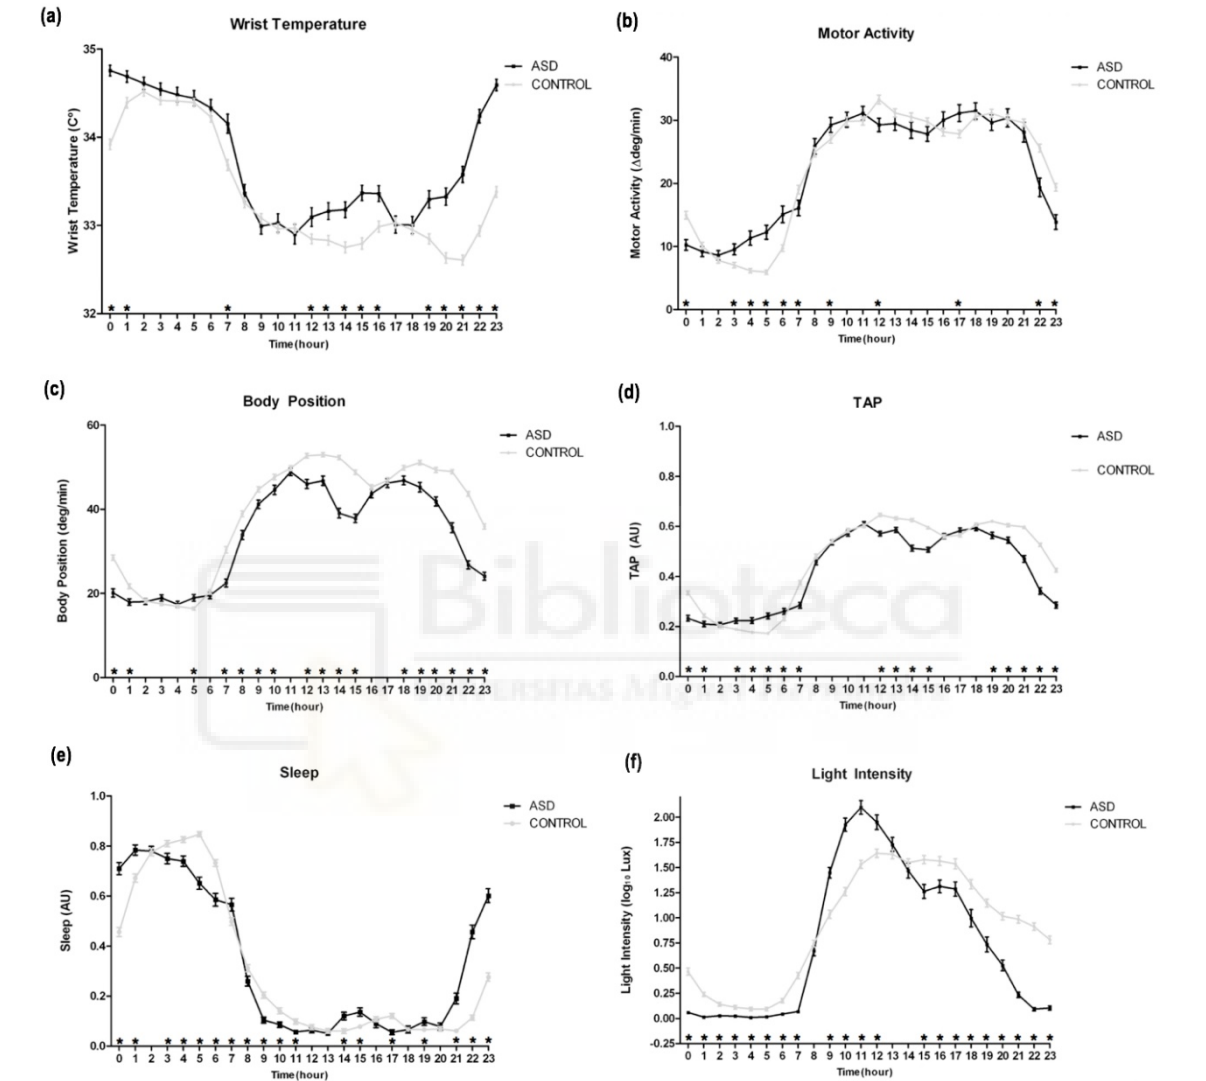 (a)
Wrist Temperature
35
34
33
32
Wrist Temperature (Cº)
ASD
CONTROL
* * * * * * * * * * * * *
0 1 2 3 4 5 6 7 8 9 10 11 12 13 14 15 16 17 18 19 20 21 22 23
Time(hour)
(b)
Motor Activity
40
30
20
10
0
Motor Activity (Δdeg/min)
ASD
CONTROL
* * * * * * * * * * *
0 1 2 3 4 5 6 7 8 9 10 11 12 13 14 15 16 17 18 19 20 21 22 23
Time(hour)
(c)
Body Position
60
40
20
0
Body Position (deg/min)
ASD
CONTROL
* * * * * * * * * * * * * * * * *
0 1 2 3 4 5 6 7 8 9 10 11 12 13 14 15 16 17 18 19 20 21 22 23
Time(hour)
(d)
TAP
1.0
0.8
0.6
0.4
0.2
0.0
TAP (AU)
ASD
CONTROL
* * * * * * * * * * * * * * * *
0 1 2 3 4 5 6 7 8 9 10 11 12 13 14 15 16 17 18 19 20 21 22 23
Time(hour)
Biblioteca
UNIVERSITAS Miguel Hernández
(e)
Sleep
1.0
0.8
0.6
0.4
0.2
0.0
Sleep (AU)
ASD
CONTROL
* * * * * * * * * * * * * * * * * *
0 1 2 3 4 5 6 7 8 9 10 11 12 13 14 15 16 17 18 19 20 21 22 23
Time(hour)
(f)
Light Intensity
2.00
1.75
1.50
1.25
1.00
0.75
0.50
0.25
0.00
-0.25
Light Intensity (log₁₀ Lux)
ASD
CONTROL
* * * * * * * * * * * * * * * * * * * * *
0 1 2 3 4 5 6 7 8 9 10 11 12 13 14 15 16 17 18 19 20 21 22 23
Time(hour)